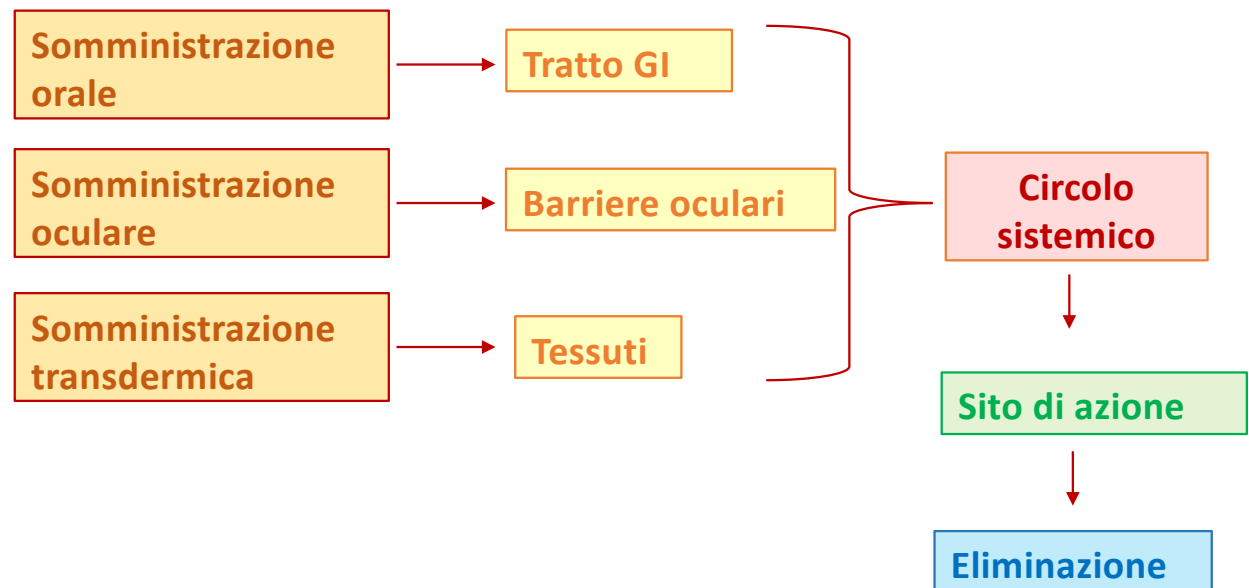 Somministrazione
orale
Tratto GI
Somministrazione
oculare
Barriere oculari
Somministrazione
transdermica
Tessuti
Circolo
sistemico
Sito di azione
Eliminazione